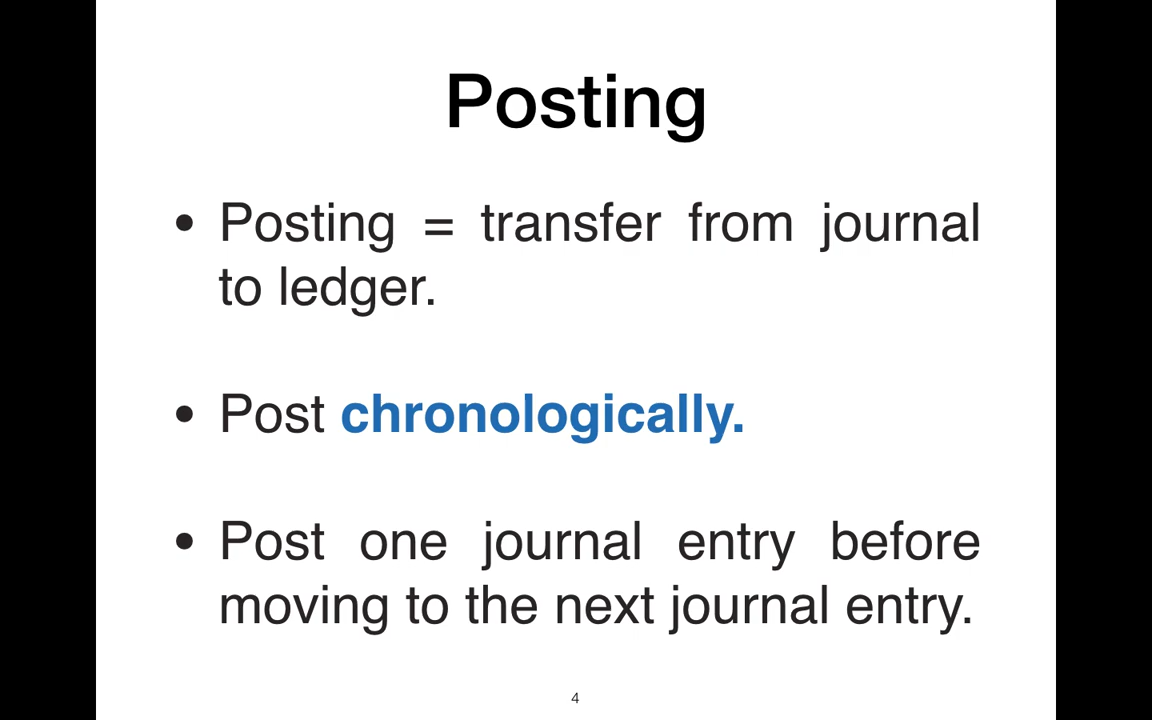 Posting
• Posting = transfer from journal
to ledger.
• Post chronologically.
• Post one journal entry before
moving to the next journal entry.
4